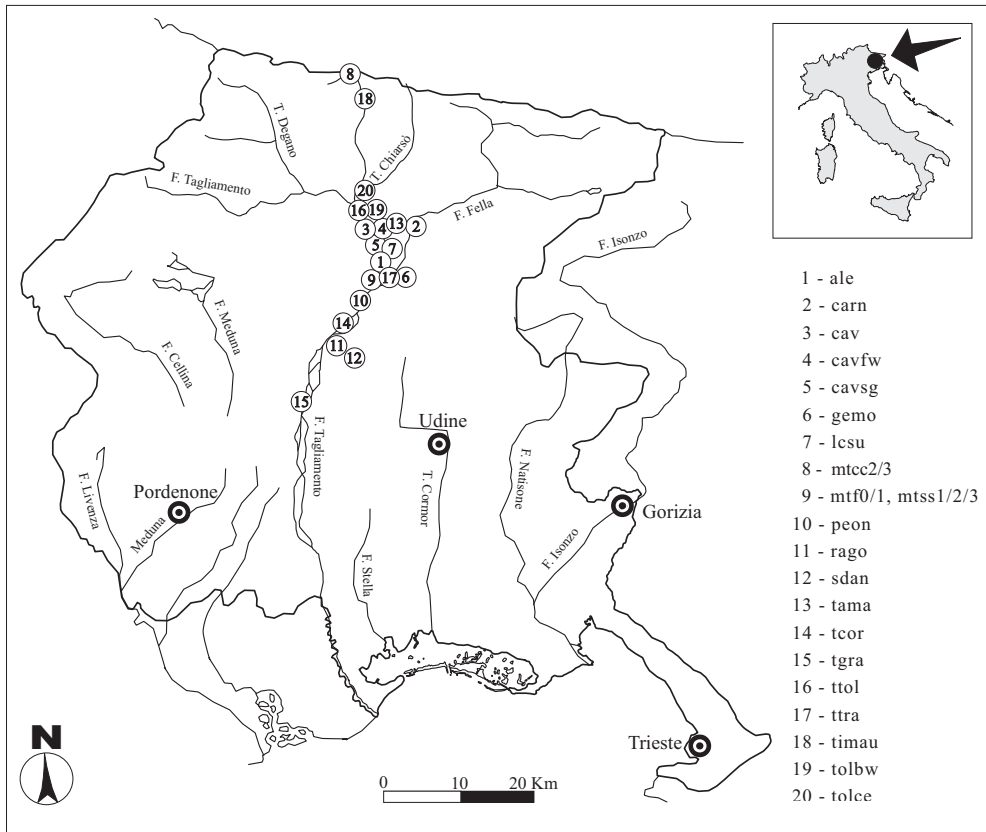 8
18
T. Degano
T. Chiarsò
F. Tagliamento
20
16
19
F. Fella
3
4
13
2
5
7
1
9
17
6
F. Isonzo
10
F. Meduna
14
F. Cellina
11
12
15
Udine
F. Tagliamento
F. Livenza
Pordenone
Meduna
T. Cormor
F. Natisone
Gorizia
F. Isonzo
F. Stella
Trieste
N
0 10 20 Km
1 - ale
2 - carn
3 - cav
4 - cavfw
5 - cavsg
6 - gemo
7 - lcsu
8 - mtcc2/3
9 - mtf0/1, mtss1/2/3
10 - peon
11 - rago
12 - sdan
13 - tama
14 - tcor
15 - tgra
16 - ttol
17 - ttra
18 - timau
19 - tolbw
20 - tolce